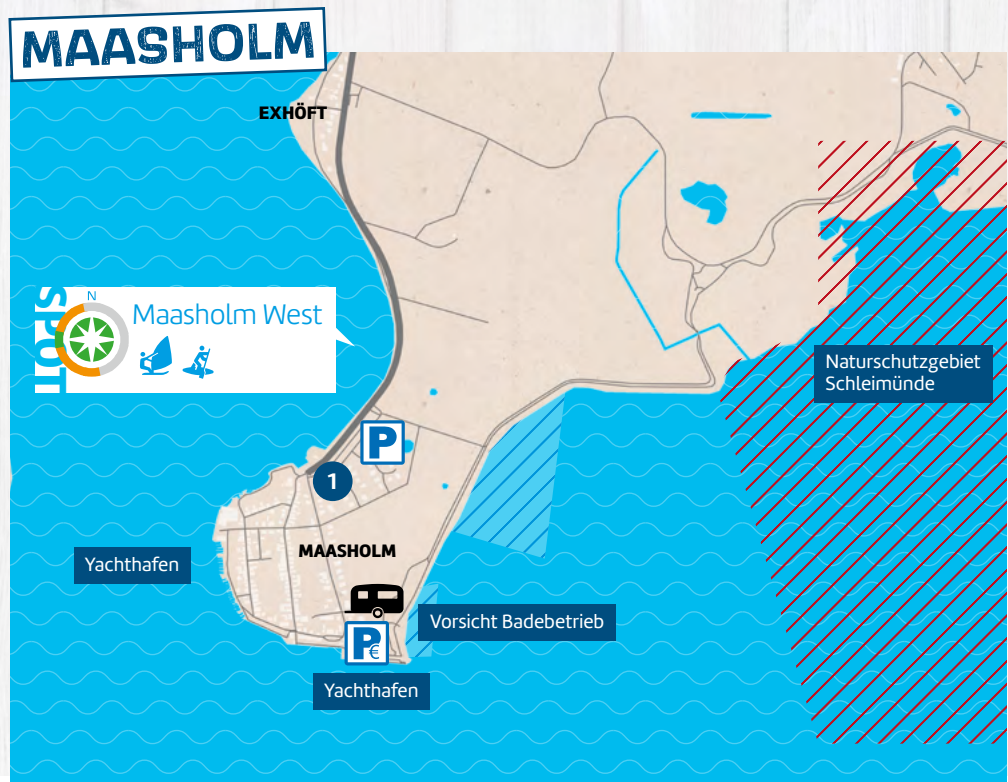 MAASHOLM
EXHÖFT
SPOT
N
Maasholm West
Naturschutzgebiet
Schleimünde
P
1
MAASHOLM
Yachthafen
Vorsicht Badebetrieb
P€
Yachthafen